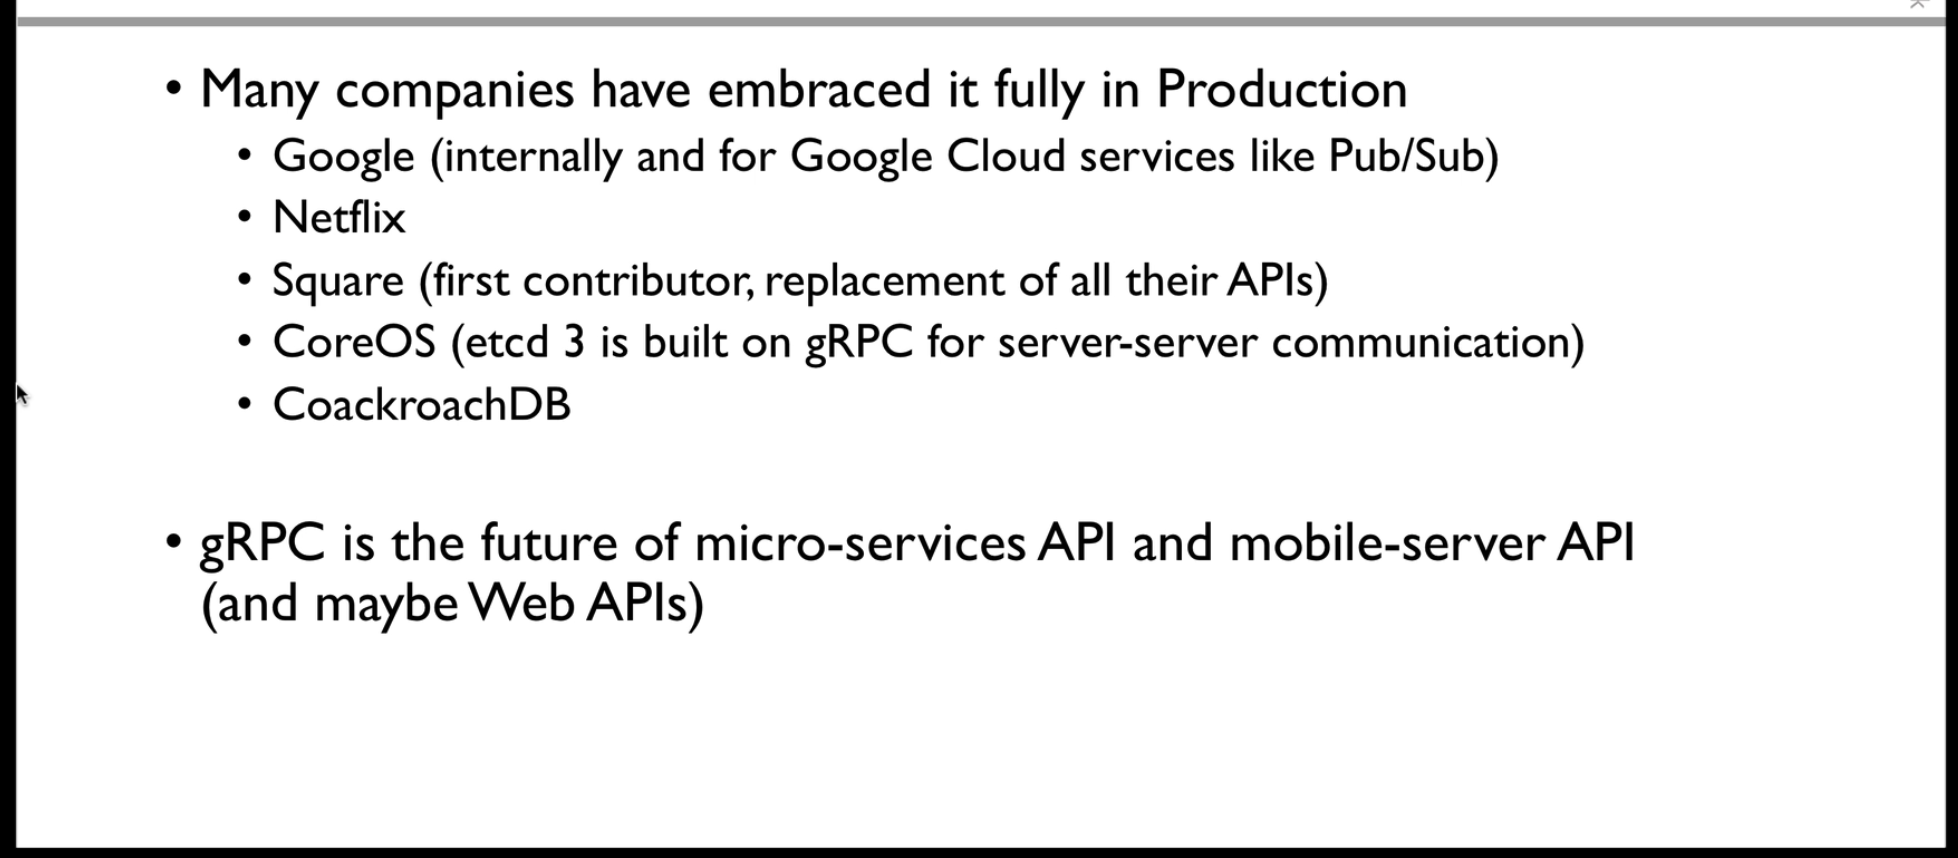 • Many companies have embraced it fully in Production
• Google (internally and for Google Cloud services like Pub/Sub)
• Netflix
• Square (first contributor, replacement of all their APIs)
• CoreOS (etcd 3 is built on gRPC for server-server communication)
• CoackroachDB
• gRPC is the future of micro-services API and mobile-server API
(and maybe Web APIs)